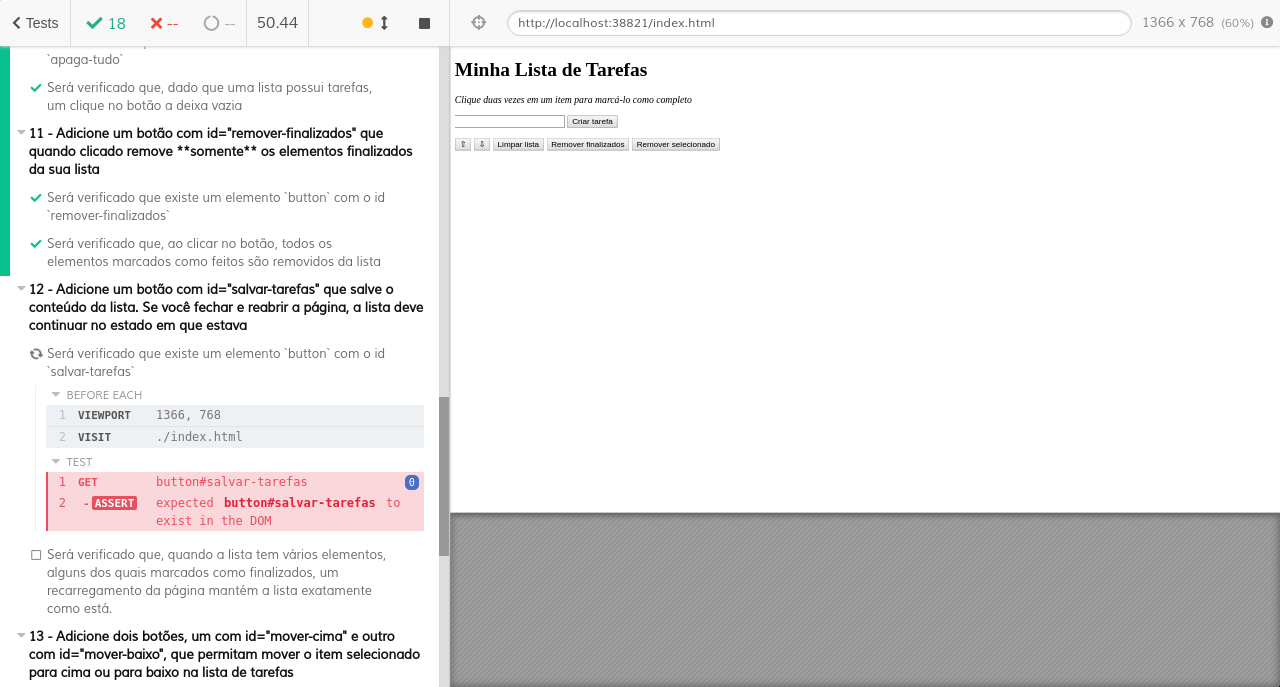 Tests
18
--
--
50.44
http://localhost:38821/index.html
1366 x 768 (60%)
`apaga-tudo`
Será verificado que, dado que uma lista possui tarefas,
um clique no botão a deixa vazia
11 - Adicione um botão com id="remover-finalizados" que
quando clicado remove **somente** os elementos finalizados
da sua lista
Será verificado que existe um elemento `button` com o id
`remover-finalizados`
Será verificado que, ao clicar no botão, todos os
elementos marcados como feitos são removidos da lista
12 - Adicione um botão com id="salvar-tarefas" que salve o
conteúdo da lista. Se você fechar e reabrir a página, a lista deve
continuar no estado em que estava
Será verificado que existe um elemento `button` com o id
`salvar-tarefas`
BEFORE EACH
1 VIEWPORT 1366, 768
2 VISIT ./index.html
TEST
1 GET button#salvar-tarefas 0
2 -ASSERT expected button#salvar-tarefas to
exist in the DOM
Será verificado que, quando a lista tem vários elementos,
alguns dos quais marcados como finalizados, um
recarregamento da página mantém a lista exatamente
como está.
13 - Adicione dois botões, um com id="mover-cima" e outro
com id="mover-baixo", que permitam mover o item selecionado
para cima ou para baixo na lista de tarefas
Minha Lista de Tarefas
Clique duas vezes em um item para marcá-lo como completo
Criar tarefa
⇧ ⇩ Limpar lista Remover finalizados Remover selecionado